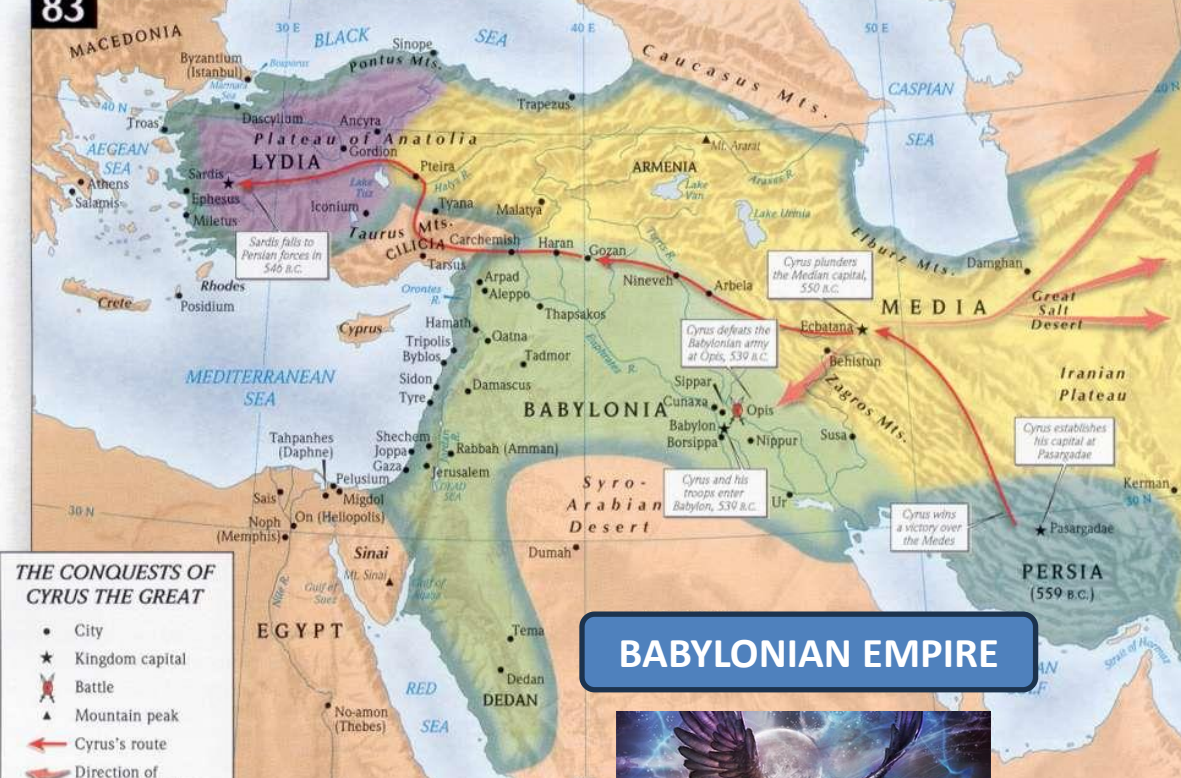 83
MACEDONIA
30 E
BLACK
SEA
40 E
50 E
Sinope
Byzantium
(Istanbul)
Bosporus
Pontus Mts.
Caucasus Mts.
Marmara
Sea
CASPIAN
SEA
40 N
40 N
Trapezus
Troas
Dascylium
Ancyra
Plateau of Anatolia
Gordion
LYDIA
AEGEAN
SEA
Mt. Ararat
ARMENIA
Araxes R.
Pteira
Sardis
Athens
Salamis
Ephesus
Miletus
Lake
Tuz
Halys R.
Lake
Van
Iconium
Tyana
Malatya
Lake Urmia
Taurus Mts.
CILICIA
Carchemish
Haran
Gozan
Tigris R.
Elburz Mts.
Sardis falls to
Persian forces in
546 B.C.
Tarsus
Cyrus plunders
the Median capital,
550 B.C.
Damghan
Nineveh
Arbela
Arpad
Aleppo
Orontes
R.
Rhodes
Crete
Posidium
MEDIA
Great
Salt
Desert
Thapsakos
Cyprus
Hamath
Qatna
Ecbatana
Cyrus defeats the
Babylonian army
at Opis, 539 B.C.
Tripolis
Byblos
Tadmor
Euphrates R.
Behistun
Zagros Mts.
Iranian
Plateau
MEDITERRANEAN
SEA
Sidon
Tyre
Damascus
Sippar
Cunaxa
Opis
BABYLONIA
Babylon
Borsippa
Nippur
Susa
Cyrus establishes
his capital at
Pasargadae
Tahpanhes
(Daphne)
Shechem
Joppa
Gaza
Jordan R.
Rabbah (Amman)
Jerusalem
DEAD
SEA
Pelusium
Migdol
Sais
Cyrus and his
troops enter
Babylon, 539 B.C.
Ur
Kerman
30 N
30 N
Syro-
Arabian
Desert
On (Heliopolis)
Noph
(Memphis)
Cyrus wins
a victory over
the Medes
Pasargadae
Dumah
Sinai
Mt. Sinai
PERSIA
(559 B.C.)
Nile R.
Gulf of
Suez
Gulf of
Aqaba
THE CONQUESTS OF
CYRUS THE GREAT
City
Kingdom capital
Battle
Mountain peak
Cyrus's route
Direction of
EGYPT
Tema
Dedan
DEDAN
RED
SEA
No-amon
(Thebes)
BABYLONIAN EMPIRE
Strait of Hormuz